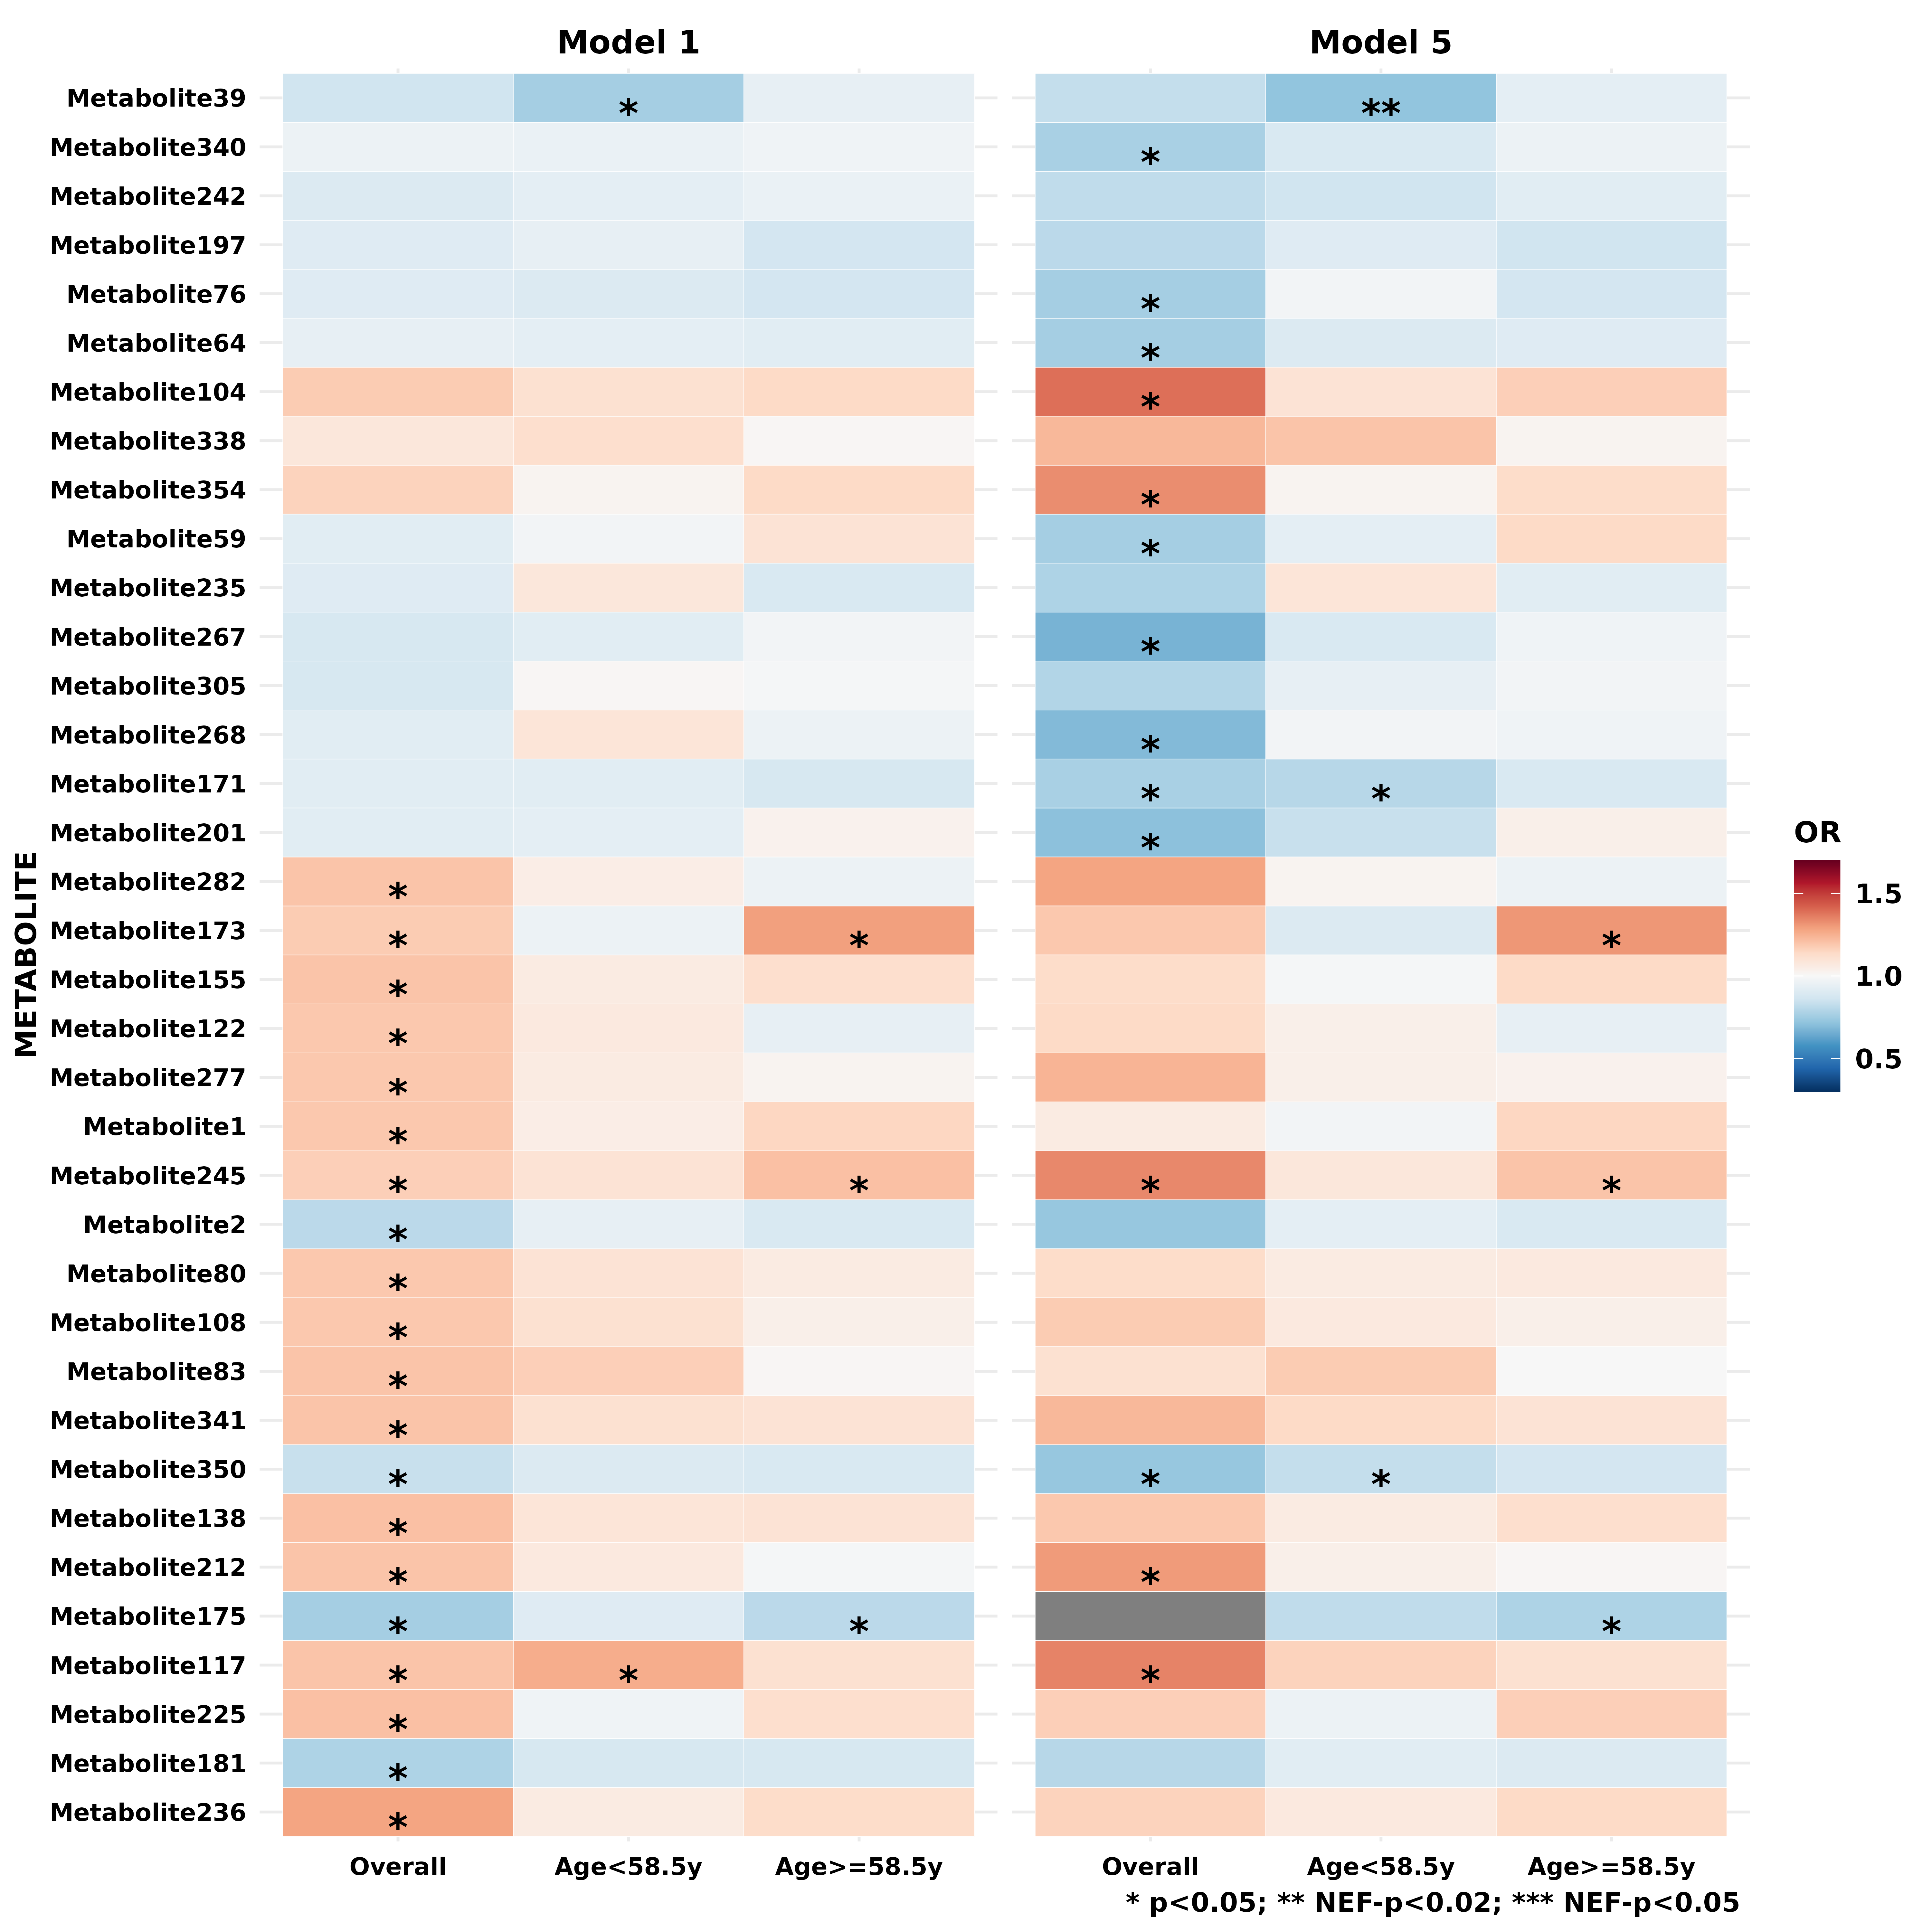 Model 1
Model 5
METABOLITE
Metabolite39 * **
Metabolite340 *
Metabolite242
Metabolite197
Metabolite76 *
Metabolite64 *
Metabolite104 *
Metabolite338
Metabolite354 *
Metabolite59 *
Metabolite235
Metabolite267 *
Metabolite305
Metabolite268 *
Metabolite171 * *
Metabolite201 *
Metabolite282 *
Metabolite173 * * *
Metabolite155 *
Metabolite122 *
Metabolite277 *
Metabolite1 *
Metabolite245 * * * *
Metabolite2 *
Metabolite80 *
Metabolite108 *
Metabolite83 *
Metabolite341 *
Metabolite350 * * *
Metabolite138 *
Metabolite212 * *
Metabolite175 * * *
Metabolite117 * * *
Metabolite225 *
Metabolite181 *
Metabolite236 *
Overall Age<58.5y Age>=58.5y
Overall Age<58.5y Age>=58.5y
* p<0.05; ** NEF-p<0.02; *** NEF-p<0.05
OR
1.5
1.0
0.5